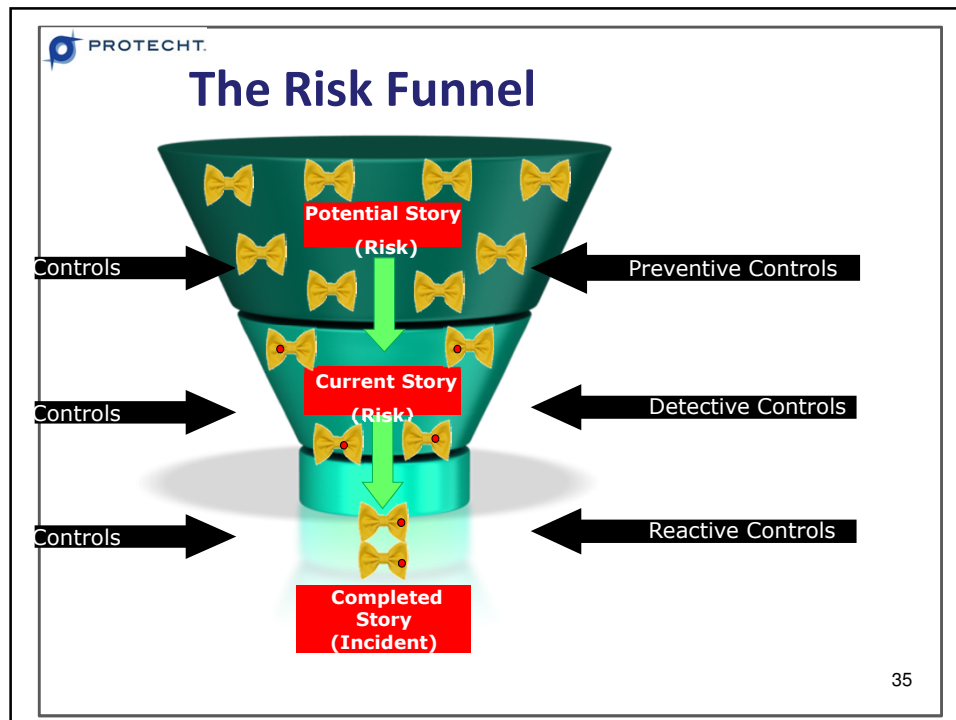 PROTECHT.
The Risk Funnel
Potential Story
(Risk)
Controls
Preventive Controls
Current Story
(Risk)
Controls
Detective Controls
Controls
Reactive Controls
Completed
Story
(Incident)
35